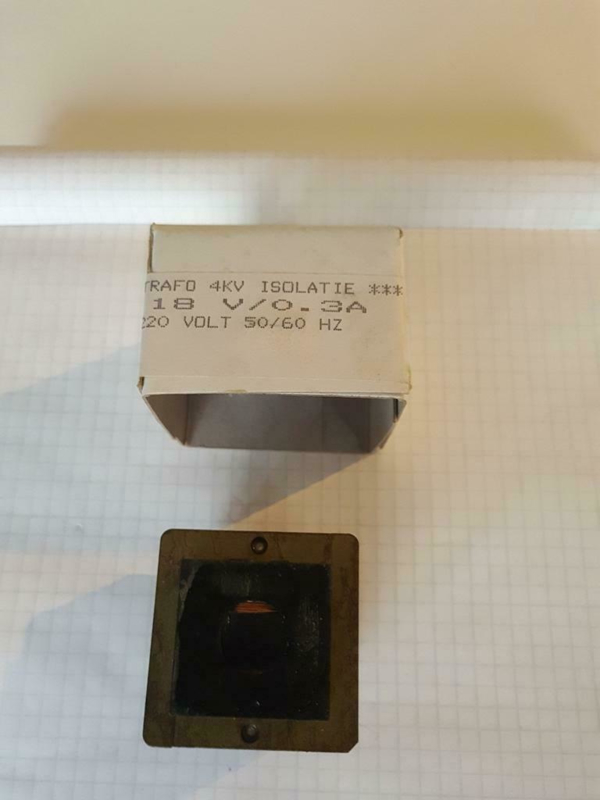 TRAFO 4KV ISOLATIE ***
18 V/0.3A
220 VOLT 50/60 HZ